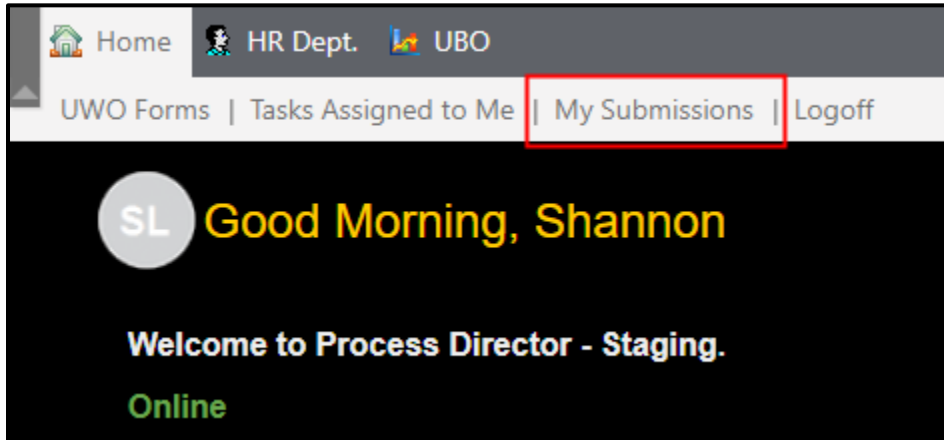 Home HR Dept. UBO
UWO Forms | Tasks Assigned to Me | My Submissions | Logoff
SL Good Morning, Shannon
Welcome to Process Director - Staging.
Online